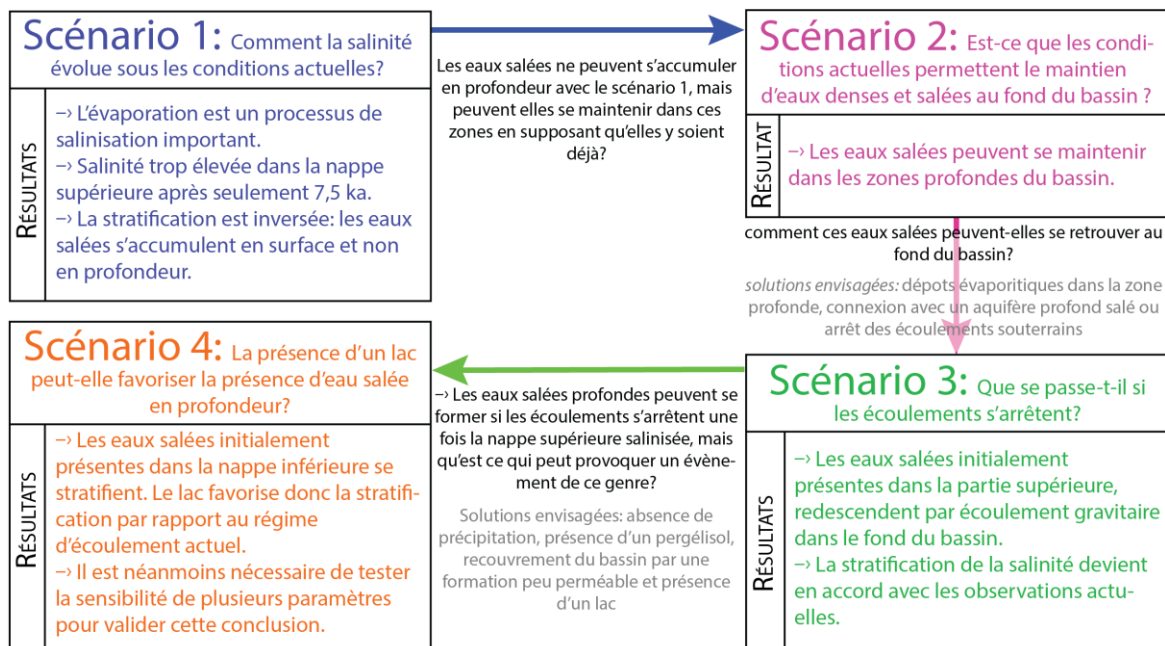 Scénario 1: Comment la salinité
évolue sous les conditions actuelles?
RÉSULTATS
–› L’évaporation est un processus de
salinisation important.
–› Salinité trop élevée dans la nappe
supérieure après seulement 7,5 ka.
–› La stratification est inversée: les eaux
salées s’accumulent en surface et non
en profondeur.
Les eaux salées ne peuvent s’accumuler
en profondeur avec le scénario 1, mais
peuvent elles se maintenir dans ces
zones en supposant qu’elles y soient
déjà?
Scénario 2: Est-ce que les condi-
tions actuelles permettent le maintien
d’eaux denses et salées au fond du bassin ?
RÉSULTAT
–› Les eaux salées peuvent se maintenir
dans les zones profondes du bassin.
comment ces eaux salées peuvent-elles se retrouver au
fond du bassin?
solutions envisagées: dépots évaporitiques dans la zone
profonde, connexion avec un aquifère profond salé ou
arrêt des écoulements souterrains
Scénario 3: Que se passe-t-il si
les écoulements s’arrêtent?
RÉSULTATS
–› Les eaux salées initialement
présentes dans la partie supérieure,
redescendent par écoulement gravitaire
dans le fond du bassin.
–› La stratification de la salinité devient
en accord avec les observations actu-
elles.
–› Les eaux salées profondes peuvent se
former si les écoulements s’arrêtent une
fois la nappe supérieure salinisée, mais
qu’est ce qui peut provoquer un évène-
ment de ce genre?
Solutions envisagées: absence de
précipitation, présence d’un pergélisol,
recouvrement du bassin par une
formation peu perméable et présence
d’un lac
Scénario 4: La présence d’un lac
peut-elle favoriser la présence d’eau salée
en profondeur?
RÉSULTATS
–› Les eaux salées initialement
présentes dans la nappe inférieure se
stratifient. Le lac favorise donc la stratifi-
cation par rapport au régime
d’écoulement actuel.
–› Il est néanmoins nécessaire de tester
la sensibilité de plusieurs paramètres
pour valider cette conclusion.